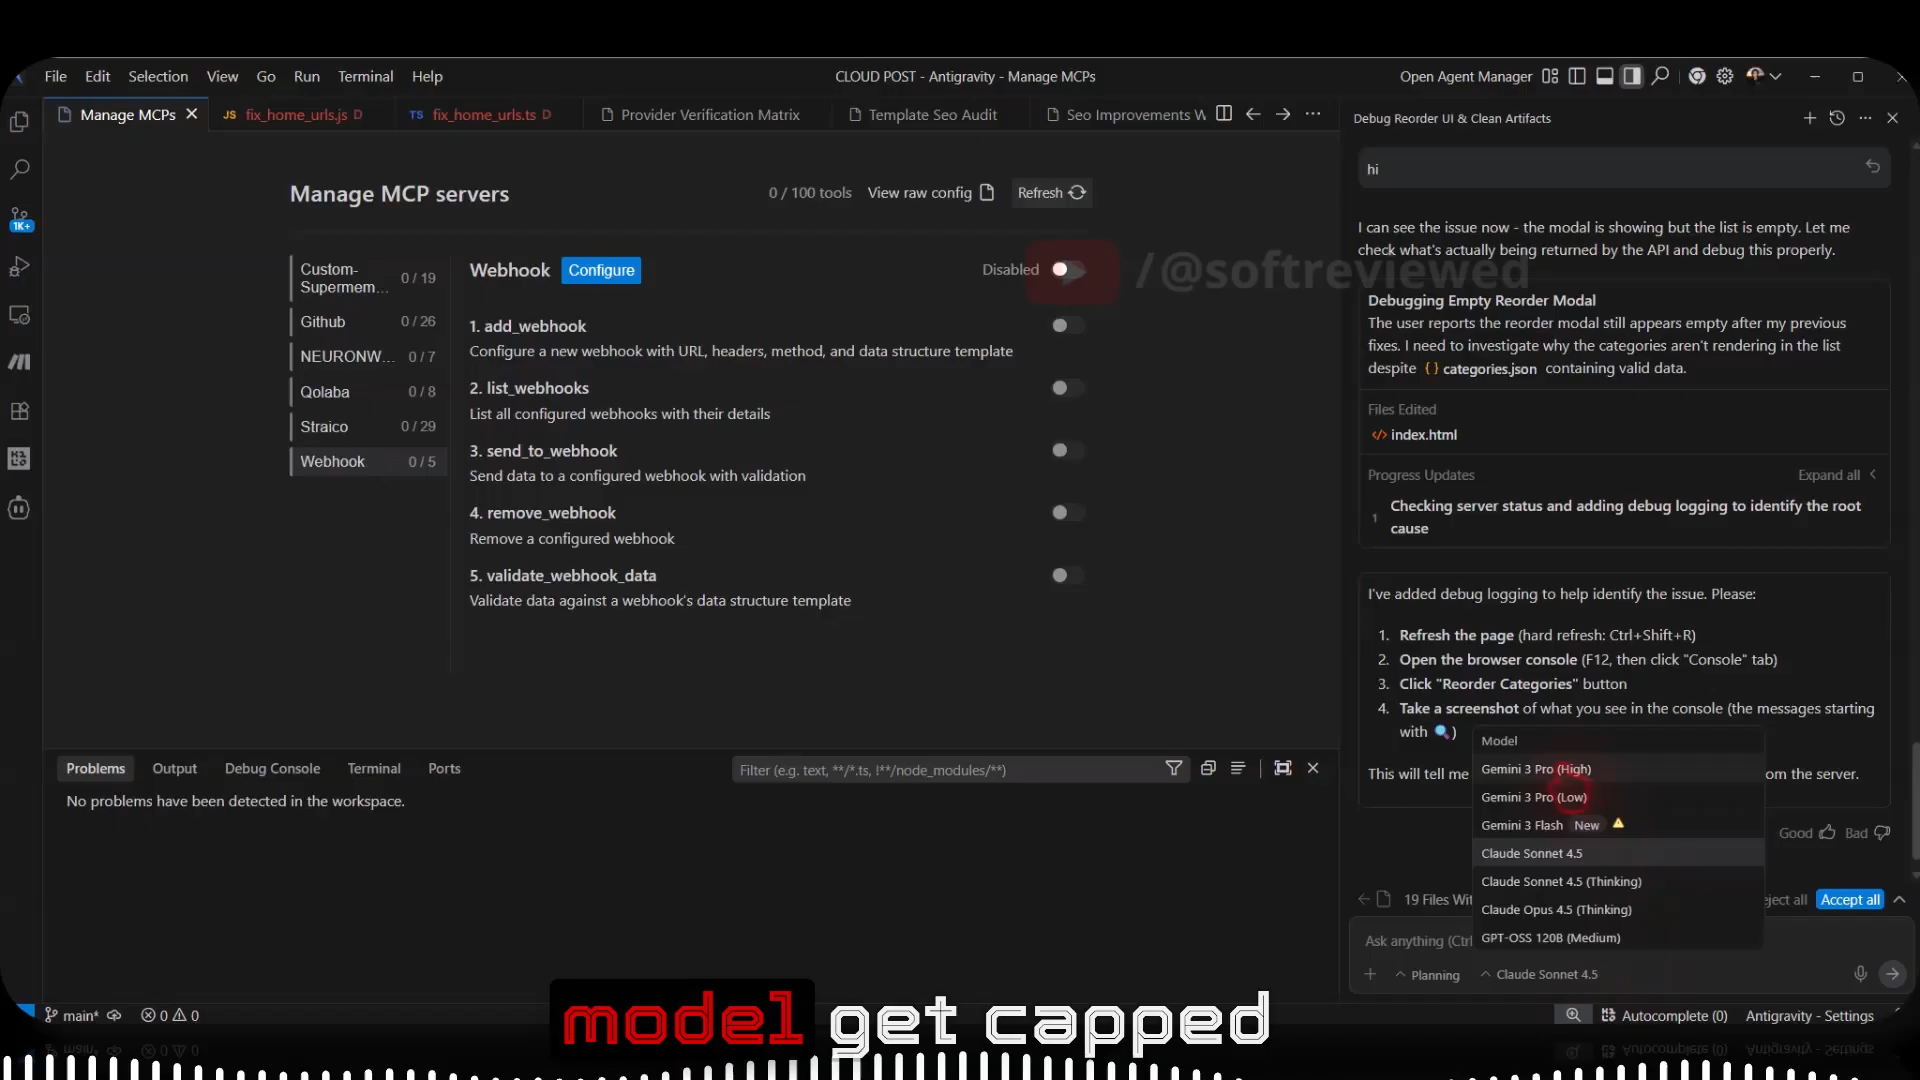 File Edit Selection View Go Run Terminal Help
CLOUD POST - Antigravity - Manage MCPs
Open Agent Manager
Manage MCPs
JS fix_home_urls.js D
TS fix_home_urls.ts D
Provider Verification Matrix
Template Seo Audit
Seo Improvements W
1K+
Manage MCP servers
0 / 100 tools
View raw config
Refresh
Custom-
Supermem...
0 / 19
Github 0 / 26
NEURONW... 0 / 7
Qolaba 0 / 8
Straico 0 / 29
Webhook 0 / 5
Webhook Configure
Disabled
/@softreviewed
1. add_webhook
Configure a new webhook with URL, headers, method, and data structure template
2. list_webhooks
List all configured webhooks with their details
3. send_to_webhook
Send data to a configured webhook with validation
4. remove_webhook
Remove a configured webhook
5. validate_webhook_data
Validate data against a webhook's data structure template
Problems Output Debug Console Terminal Ports
Filter (e.g. text, **/*.ts, !**/node_modules/**)
No problems have been detected in the workspace.
Debug Reorder UI & Clean Artifacts
hi
I can see the issue now - the modal is showing but the list is empty. Let me
check what's actually being returned by the API and debug this properly.
Debugging Empty Reorder Modal
The user reports the reorder modal still appears empty after my previous
fixes. I need to investigate why the categories aren't rendering in the list
despite {} categories.json containing valid data.
Files Edited
</> index.html
Progress Updates
Expand all
1 Checking server status and adding debug logging to identify the root
cause
I've added debug logging to help identify the issue. Please:
1. Refresh the page (hard refresh: Ctrl+Shift+R)
2. Open the browser console (F12, then click "Console" tab)
3. Click "Reorder Categories" button
4. Take a screenshot of what you see in the console (the messages starting
with 🔍)
This will tell me
om the server.
Model
Gemini 3 Pro (High)
Gemini 3 Pro (Low)
Gemini 3 Flash New
Claude Sonnet 4.5
Claude Sonnet 4.5 (Thinking)
Claude Opus 4.5 (Thinking)
GPT-OSS 120B (Medium)
Good Bad
19 Files Wit
ject all
Accept all
Ask anything (Ctrl
Planning
Claude Sonnet 4.5
model get capped
main* 0 0
Autocomplete (0)
Antigravity - Settings